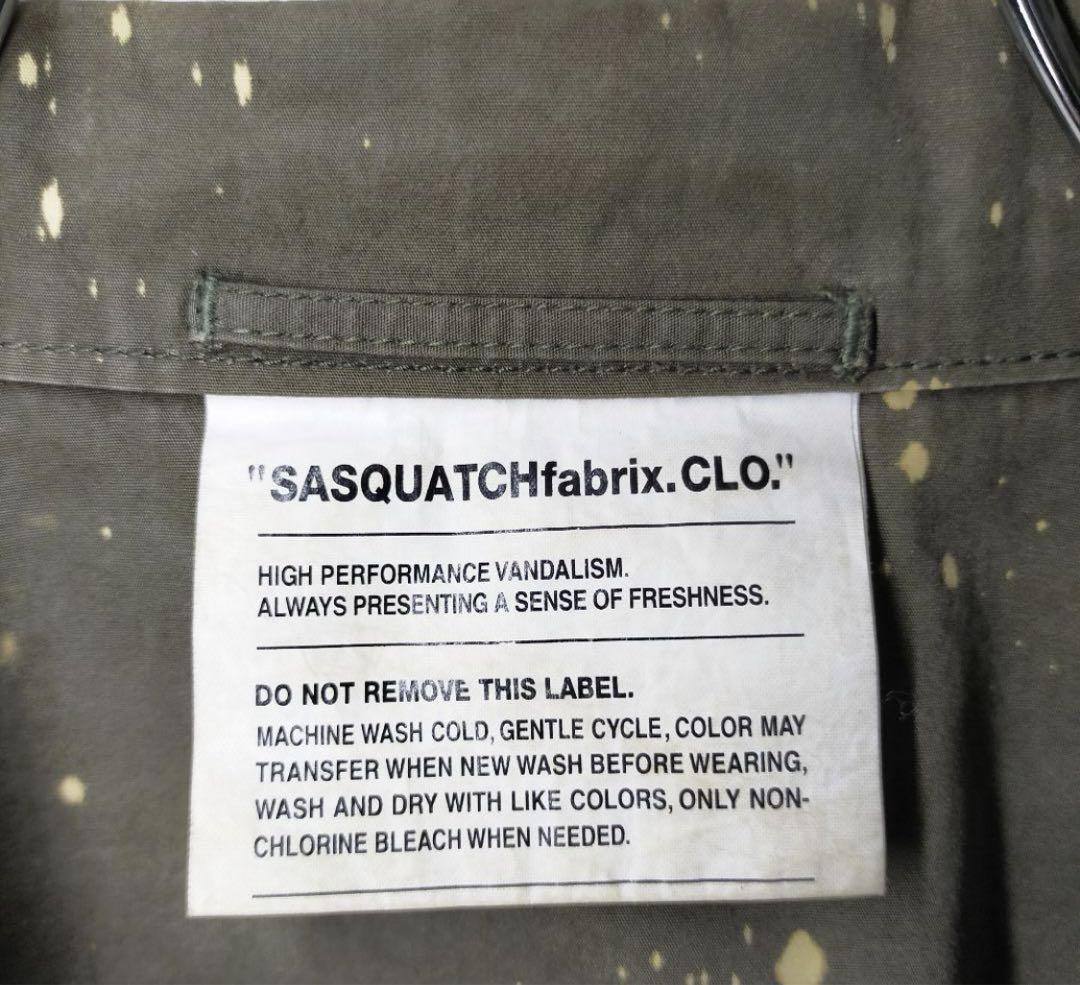 "SASQUATCHfabrix.CLO."
HIGH PERFORMANCE VANDALISM.
ALWAYS PRESENTING A SENSE OF FRESHNESS.
DO NOT REMOVE THIS LABEL.
MACHINE WASH COLD, GENTLE CYCLE, COLOR MAY
TRANSFER WHEN NEW WASH BEFORE WEARING,
WASH AND DRY WITH LIKE COLORS, ONLY NON-
CHLORINE BLEACH WHEN NEEDED.